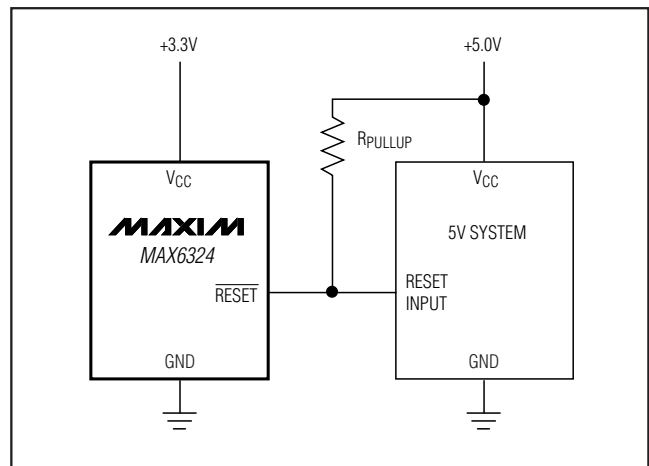 +3.3V
+5.0V
RPULLUP
VCC
VCC
MAXIM
MAX6324
5V SYSTEM
RESET
RESET
INPUT
GND
GND